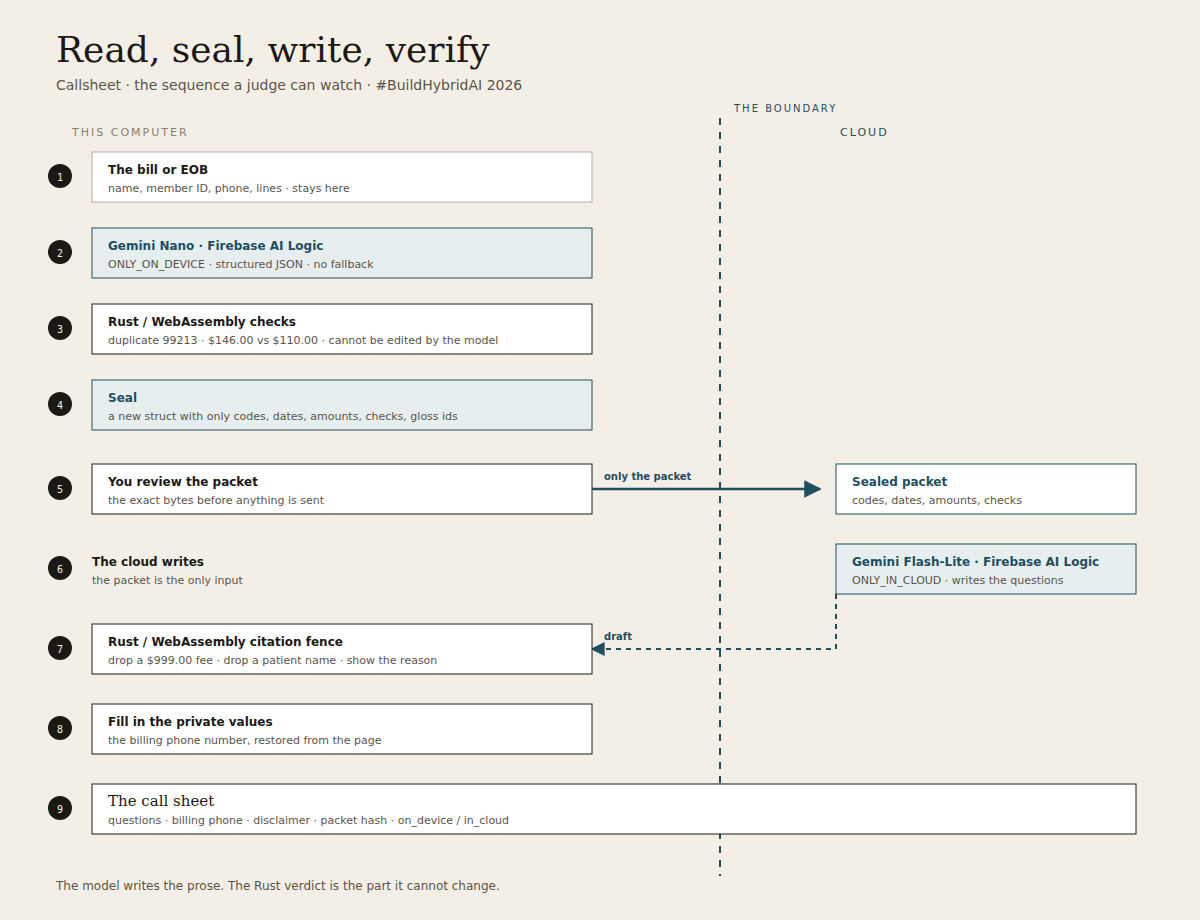 Read, seal, write, verify
Callsheet · the sequence a judge can watch · #BuildHybridAI 2026
THE BOUNDARY
THIS COMPUTER
CLOUD
1
The bill or EOB
name, member ID, phone, lines · stays here
2
Gemini Nano · Firebase AI Logic
ONLY_ON_DEVICE · structured JSON · no fallback
3
Rust / WebAssembly checks
duplicate 99213 · $146.00 vs $110.00 · cannot be edited by the model
4
Seal
a new struct with only codes, dates, amounts, checks, gloss ids
5
You review the packet
the exact bytes before anything is sent
only the packet
Sealed packet
codes, dates, amounts, checks
6
The cloud writes
the packet is the only input
Gemini Flash-Lite · Firebase AI Logic
ONLY_IN_CLOUD · writes the questions
7
Rust / WebAssembly citation fence
drop a $999.00 fee · drop a patient name · show the reason
draft
8
Fill in the private values
the billing phone number, restored from the page
9
The call sheet
questions · billing phone · disclaimer · packet hash · on_device / in_cloud
The model writes the prose. The Rust verdict is the part it cannot change.